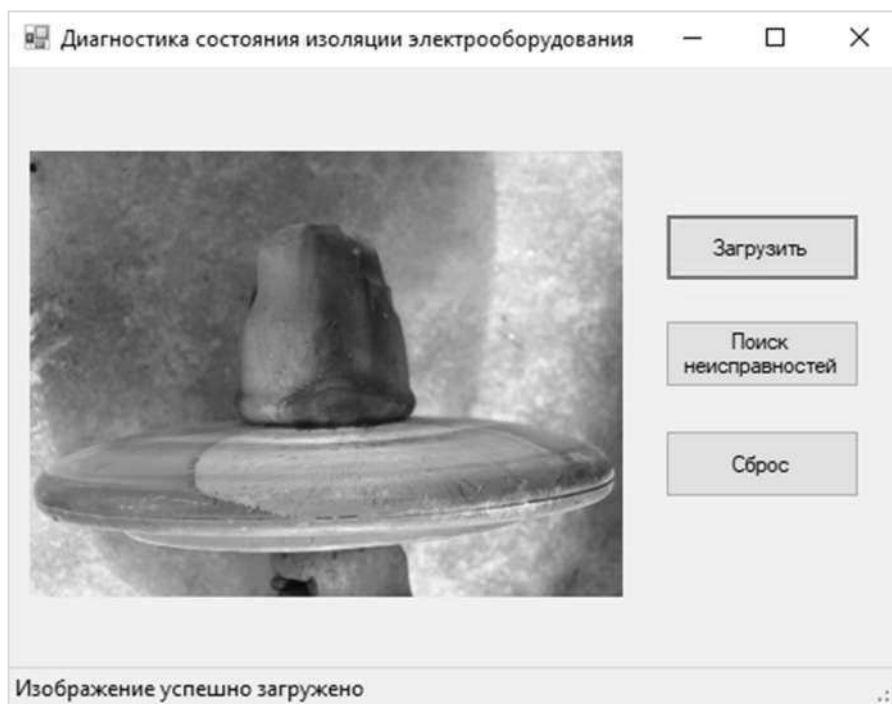 Диагностика состояния изоляции электрооборудования
Загрузить
Поиск
неисправностей
Сброс
Изображение успешно загружено